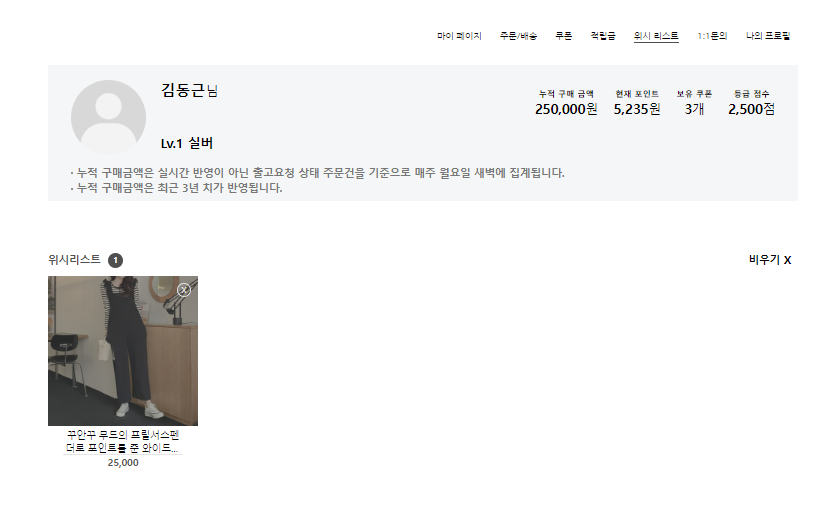 마이 페이지 주문/배송 쿠폰 적립금 위시 리스트 1:1문의 나의 프로필
김동근님
누적 구매 금액 현재 포인트 보유 쿠폰 등급 점수
250,000원 5,235원 3개 2,500점
Lv.1 실버
· 누적 구매금액은 실시간 반영이 아닌 출고요청 상태 주문건을 기준으로 매주 월요일 새벽에 집계됩니다.
· 누적 구매금액은 최근 3년 치가 반영됩니다.
위시리스트 1 비우기 X
X
꾸안꾸 무드의 프릴서스펜
더로 포인트를 준 와이드...
25,000